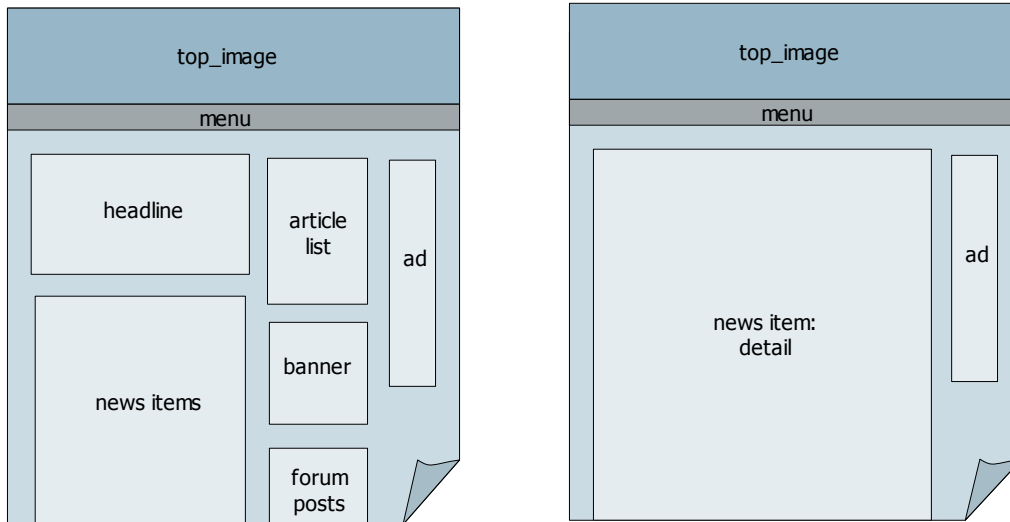 top_image
menu
headline
article
list
ad
news items
banner
forum
posts
top_image
menu
news item:
detail
ad